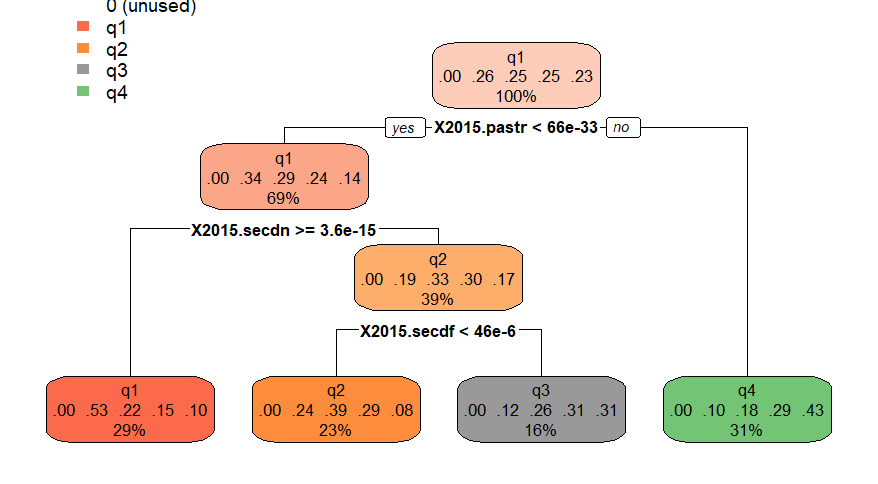 0 (unused)
q1
q2
q3
q4
q1
.00 .26 .25 .25 .23
100%
yes X2015.pastr < 66e-33 no
q1
.00 .34 .29 .24 .14
69%
X2015.secdn >= 3.6e-15
q2
.00 .19 .33 .30 .17
39%
X2015.secdf < 46e-6
q1
.00 .53 .22 .15 .10
29%
q2
.00 .24 .39 .29 .08
23%
q3
.00 .12 .26 .31 .31
16%
q4
.00 .10 .18 .29 .43
31%